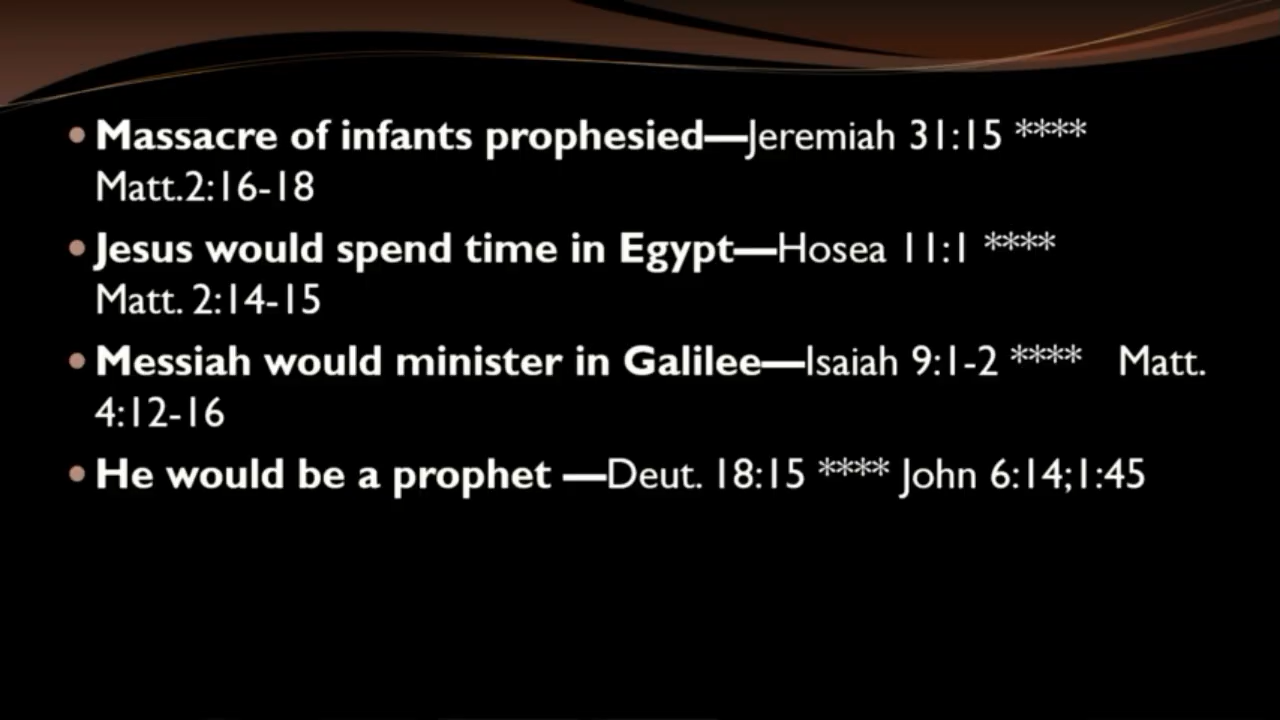 • Massacre of infants prophesied—Jeremiah 31:15 ****
Matt.2:16-18
• Jesus would spend time in Egypt—Hosea 11:1 ****
Matt. 2:14-15
• Messiah would minister in Galilee—Isaiah 9:1-2 **** Matt.
4:12-16
• He would be a prophet —Deut. 18:15 **** John 6:14;1:45